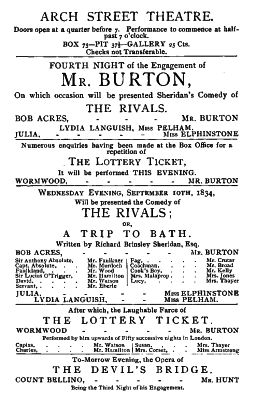 ARCH STREET THEATRE.
Doors open at a quarter before 7. Performance to commence at half-
past 7 o'clock.
BOX 75—PIT 37½—GALLERY 25 Cts.
Checks not Transferable.
FOURTH NIGHT of the Engagement of
MR. BURTON,
On which occasion will be presented Sheridan's Comedy of
THE RIVALS.
BOB ACRES, - - - MR. BURTON
LYDIA LANGUISH, Miss PELHAM.
JULIA, - - - MISS ELPHINSTONE
Numerous enquiries having been made at the Box Office for a
repetition of
THE LOTTERY TICKET,
It will be performed THIS EVENING.
WORMWOOD, - - - MR. BURTON
WEDNESDAY EVENING, SEPTEMBER 10TH, 1834,
Will be presented the Comedy of
THE RIVALS;
OR,
A TRIP TO BATH.
Written by Richard Brinsley Sheridan, Esq.
BOB ACRES, - - - MR. BURTON
Sir Anthony Absolute, Mr. Faulkner Fag, - - Mr. Crutar
Capt. Absolute, - Mr. Murdoch Coachman, - Mr. Broad
Faulkland, - - Mr. Wood Cook's Boy, - Mr. Kelly
Sir Lucius O'Trigger, Mr. Hamilton Mrs. Malaprop, - Mrs. Jones
David, - - Mr. Watson Lucy, - - Mrs. Thayer
Servant, - - Mr. Eberle
JULIA, - - - MISS ELPHINSTONE
LYDIA LANGUISH, - - MISS PELHAM
After which, the Laughable Farce of
THE LOTTERY TICKET.
WORMWOOD - - - MR. BURTON
Performed by him upwards of Fifty successive nights in London.
Capias, - - Mr. Watson Susan, - - Mrs. Thayer
Charles, - - Mr. Hamilton Mrs. Corset, - Miss Armstrong
To-Morrow Evening, the Opera of
THE DEVIL'S BRIDGE.
COUNT BELLINO, - - - MR. HUNT
Being the Third Night of his Engagement.